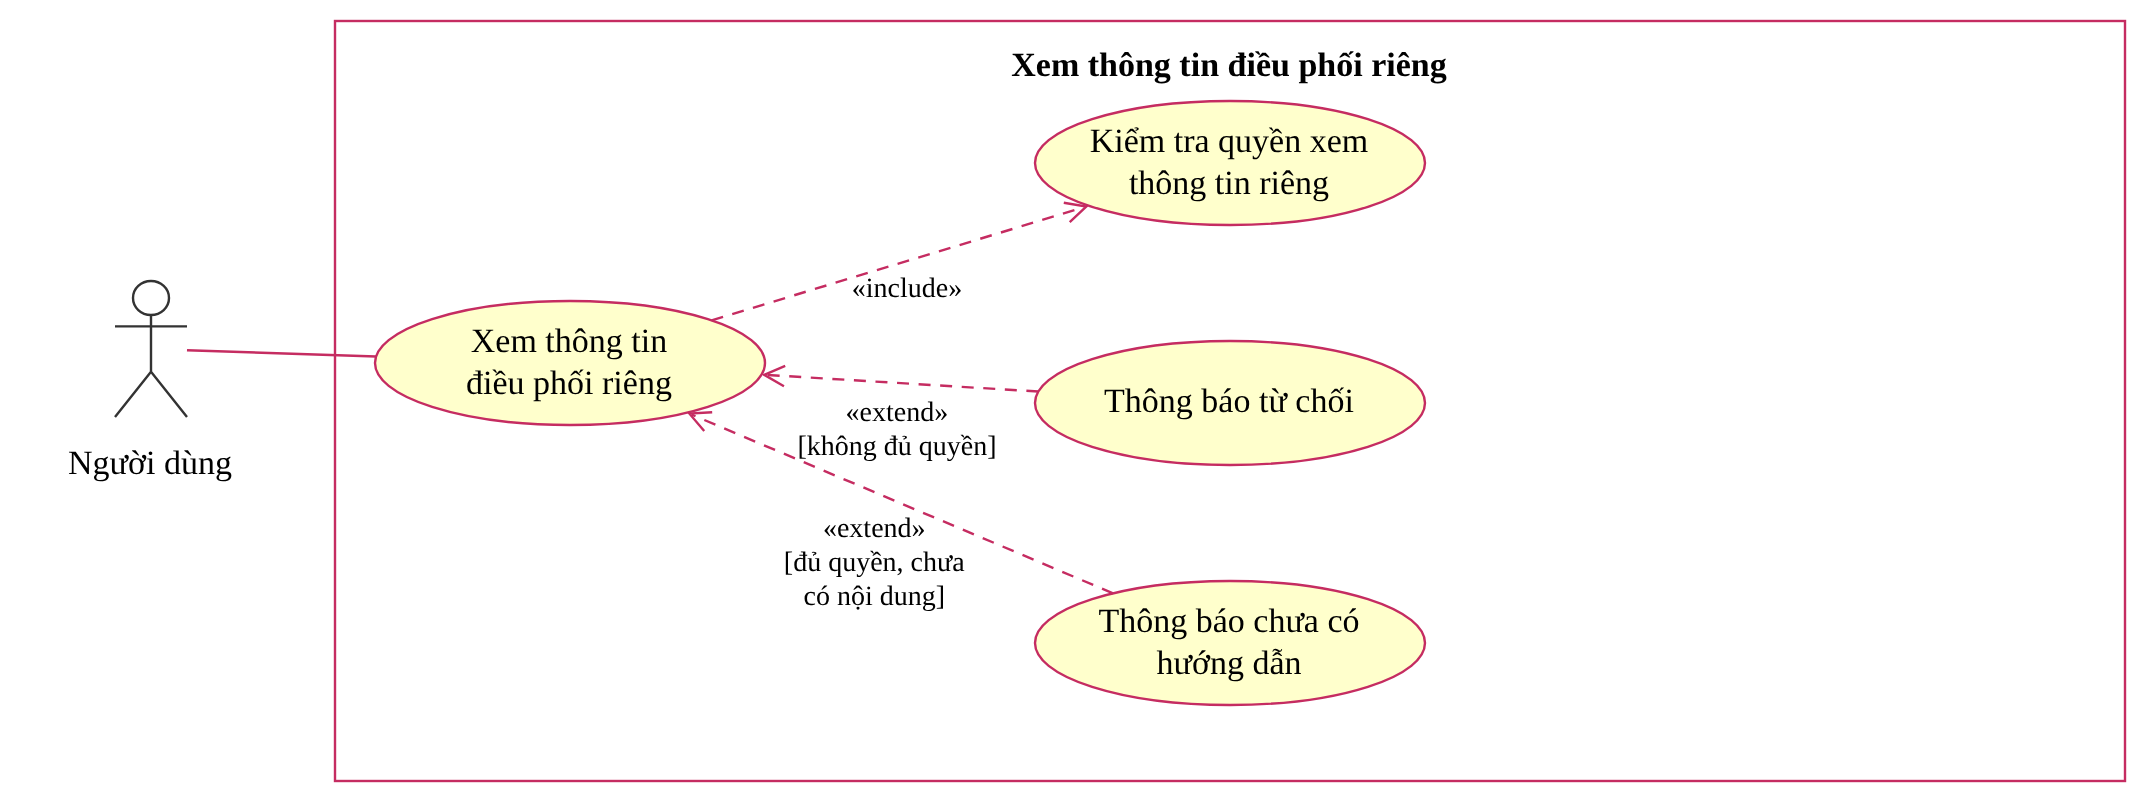 Xem thông tin điều phối riêng
Kiểm tra quyền xem
thông tin riêng
«include»
Xem thông tin
điều phối riêng
Thông báo từ chối
«extend»
[không đủ quyền]
Người dùng
«extend»
[đủ quyền, chưa
có nội dung]
Thông báo chưa có
hướng dẫn